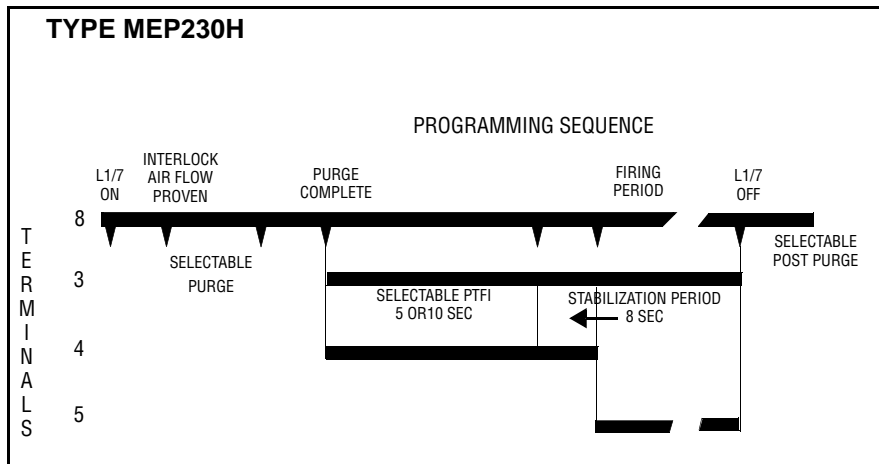 TYPE MEP230H
PROGRAMMING SEQUENCE
L1/7
ON
INTERLOCK
AIR FLOW
PROVEN
PURGE
COMPLETE
FIRING
PERIOD
L1/7
OFF
8
SELECTABLE
PURGE
SELECTABLE
POST PURGE
TERMINALS
3
SELECTABLE PTFI
5 OR10 SEC
STABILIZATION PERIOD
8 SEC
4
5